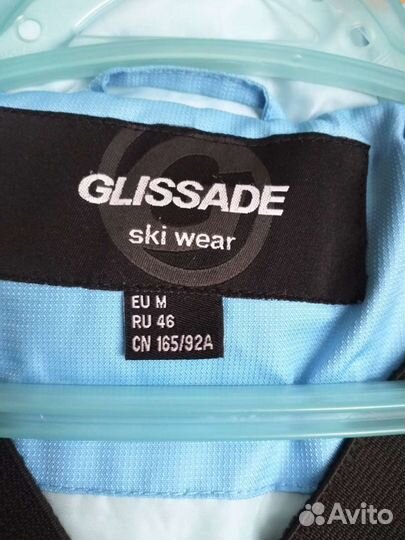 GLISSADE
ski wear
EU M
RU 46
CN 165/92A
Avito